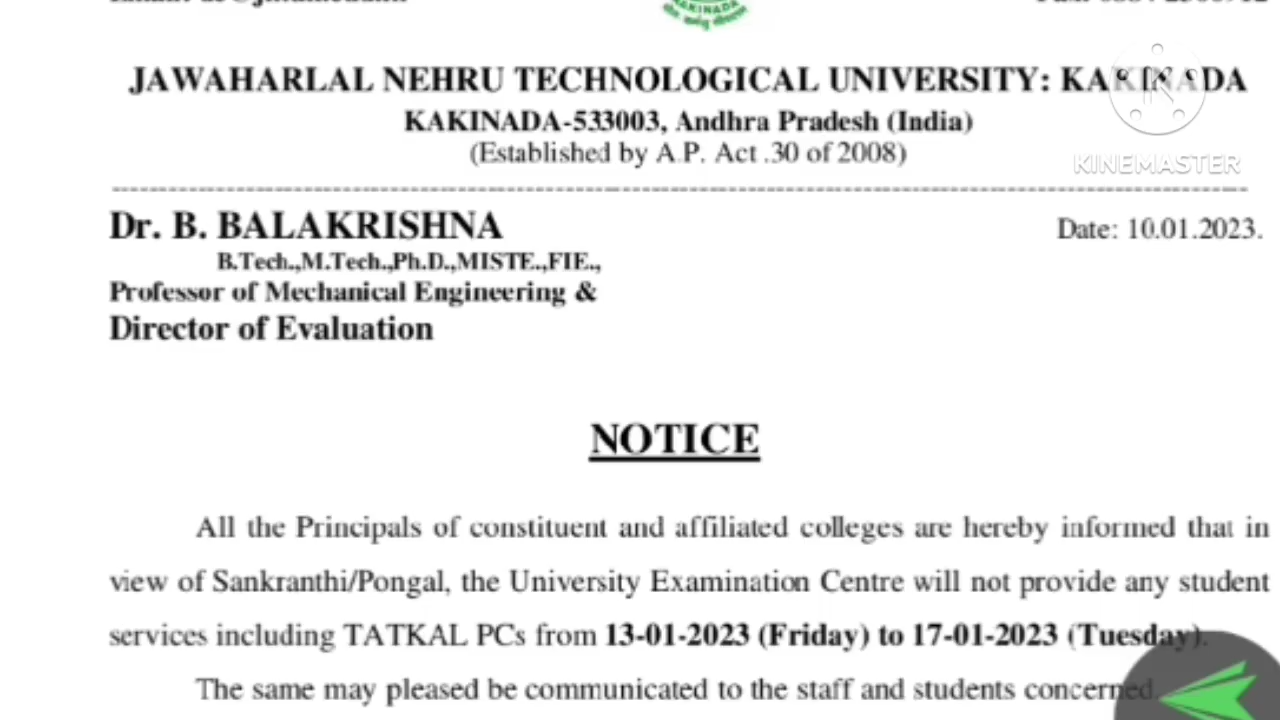 KAKINADA
JAWAHARLAL NEHRU TECHNOLOGICAL UNIVERSITY: KAKINADA
KINEMASTER
KAKINADA-533003, Andhra Pradesh (India)
(Established by A.P. Act .30 of 2008)
Dr. B. BALAKRISHNA
Date: 10.01.2023.
B.Tech.,M.Tech.,Ph.D.,MISTE.,FIE.,
Professor of Mechanical Engineering &
Director of Evaluation
NOTICE
All the Principals of constituent and affiliated colleges are hereby informed that in
view of Sankranthi/Pongal, the University Examination Centre will not provide any student
services including TATKAL PCs from 13-01-2023 (Friday) to 17-01-2023 (Tuesday).
The same may pleased be communicated to the staff and students concerned.